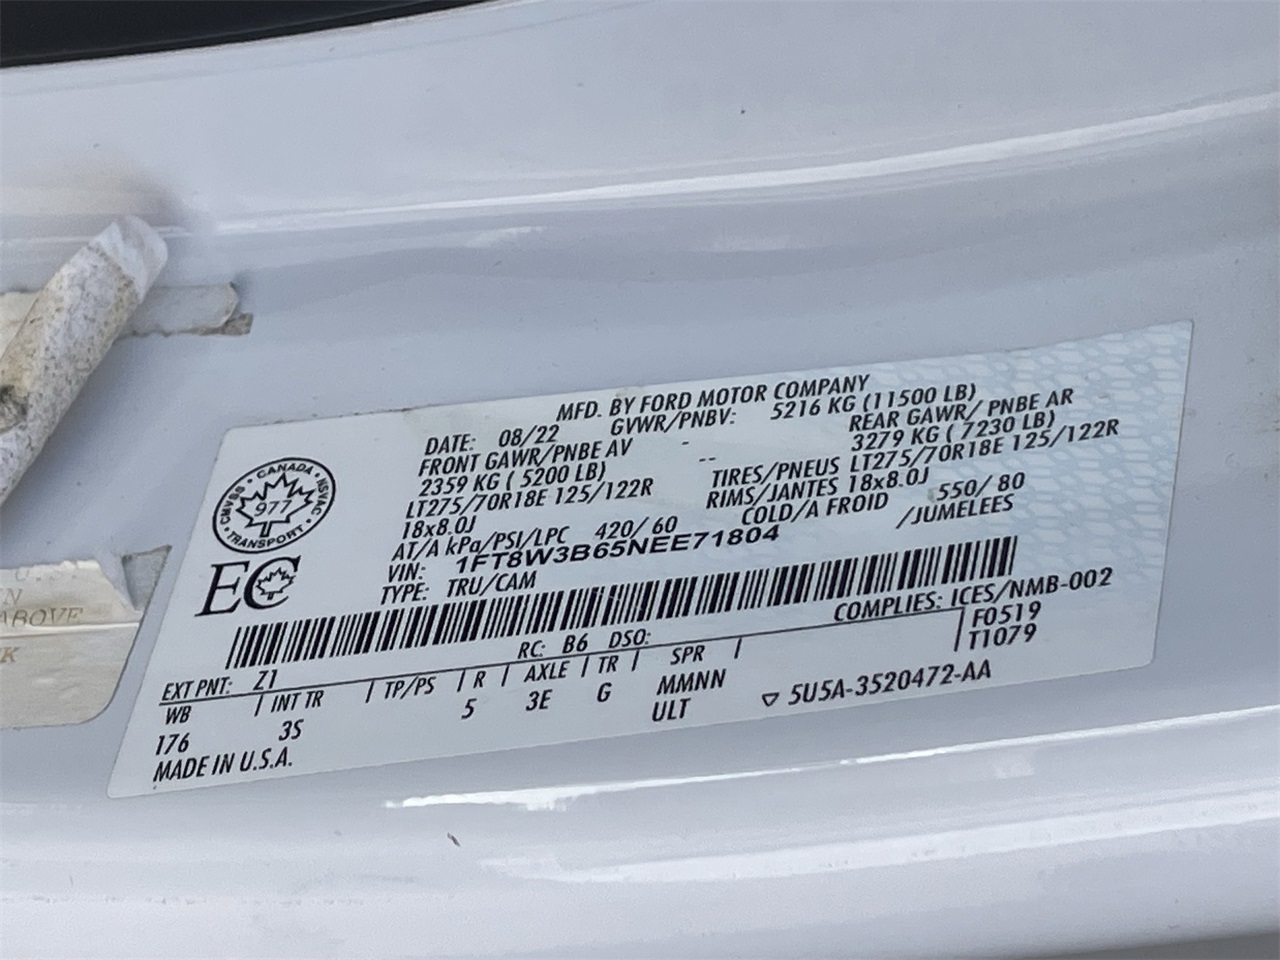 MFD. BY FORD MOTOR COMPANY
DATE: 08/22 GVWR/PNBV: 5216 KG (11500 LB)
FRONT GAWR/PNBE AV - REAR GAWR/ PNBE AR
2359 KG ( 5200 LB) -- 3279 KG ( 7230 LB)
LT275/70R18E 125/122R TIRES/PNEUS LT275/70R18E 125/122R
18x8.0J RIMS/JANTES 18x8.0J
AT/A kPa/PSI/LPC 420/60 COLD/A FROID 550/80
VIN: 1FT8W3B65NEE71804 /JUMELEES
TYPE: TRU/CAM
CMVSS • CANADA • NSVAC • TRANSPORT •
977
EC
COMPLIES: ICES/NMB-002
RC: B6 DSO: F0519
EXT PNT: Z1 T1079
WB | INT TR | TP/PS | R | AXLE | TR | SPR |
176 3S 5 3E G MMNN
ULT
MADE IN U.S.A. 5U5A-3520472-AA
U.S.
N
ABOVE
K